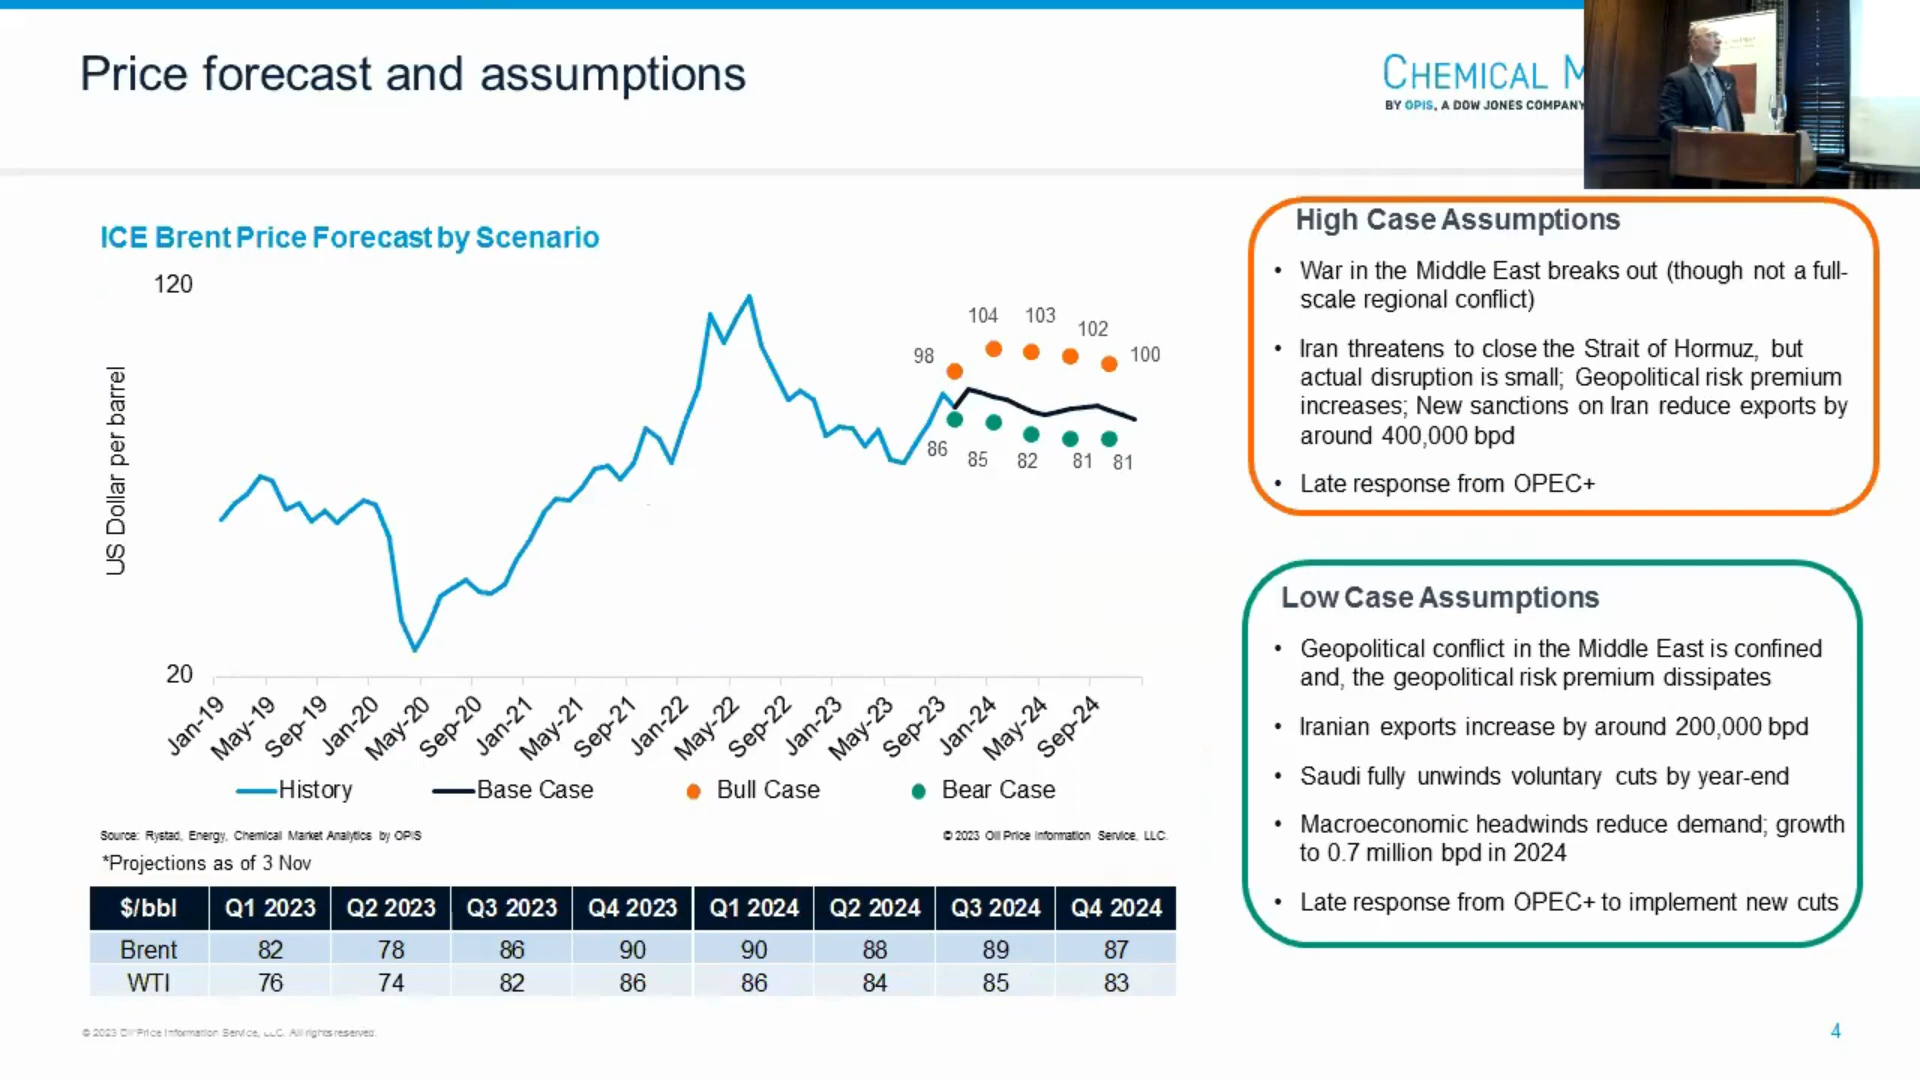 Price forecast and assumptions
CHEMICAL M
BY OPIS, A DOW JONES COMPANY
ICE Brent Price Forecast by Scenario
120
US Dollar per barrel
20
98
104
103
102
100
86
85
82
81
81
Jan-19
May-19
Sep-19
Jan-20
May-20
Sep-20
Jan-21
May-21
Sep-21
Jan-22
May-22
Sep-22
Jan-23
May-23
Sep-23
Jan-24
May-24
Sep-24
History
Base Case
Bull Case
Bear Case
Source: Rystad, Energy, Chemical Market Analytics by OPIS
© 2023 Oil Price Information Service, LLC.
*Projections as of 3 Nov
$/bbl Q1 2023 Q2 2023 Q3 2023 Q4 2023 Q1 2024 Q2 2024 Q3 2024 Q4 2024
Brent 82 78 86 90 90 88 89 87
WTI 76 74 82 86 86 84 85 83
High Case Assumptions
• War in the Middle East breaks out (though not a full-
scale regional conflict)
• Iran threatens to close the Strait of Hormuz, but
actual disruption is small; Geopolitical risk premium
increases; New sanctions on Iran reduce exports by
around 400,000 bpd
• Late response from OPEC+
Low Case Assumptions
• Geopolitical conflict in the Middle East is confined
and, the geopolitical risk premium dissipates
• Iranian exports increase by around 200,000 bpd
• Saudi fully unwinds voluntary cuts by year-end
• Macroeconomic headwinds reduce demand; growth
to 0.7 million bpd in 2024
• Late response from OPEC+ to implement new cuts
© 2023 Oil Price Information Service, LLC. All rights reserved.
4